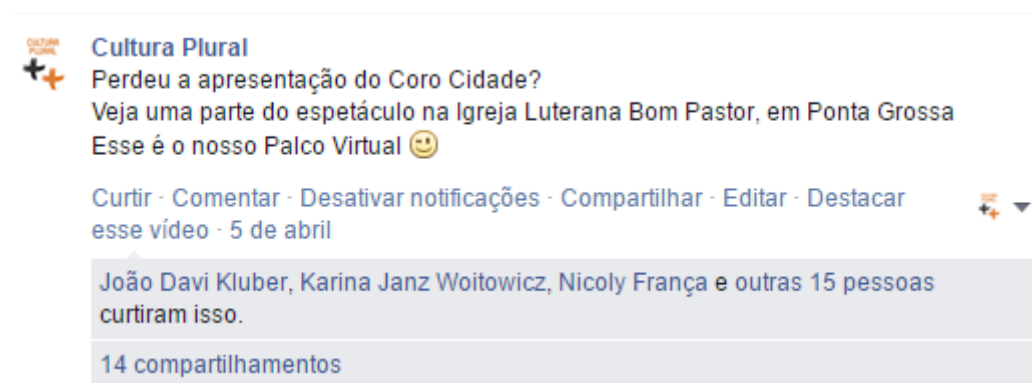 CULTURA
PLURAL
Cultura Plural
Perdeu a apresentação do Coro Cidade?
Veja uma parte do espetáculo na Igreja Luterana Bom Pastor, em Ponta Grossa
Esse é o nosso Palco Virtual 😉
Curtir · Comentar · Desativar notificações · Compartilhar · Editar · Destacar
esse vídeo · 5 de abril
João Davi Kluber, Karina Janz Woitowicz, Nicoly França e outras 15 pessoas
curtiram isso.
14 compartilhamentos